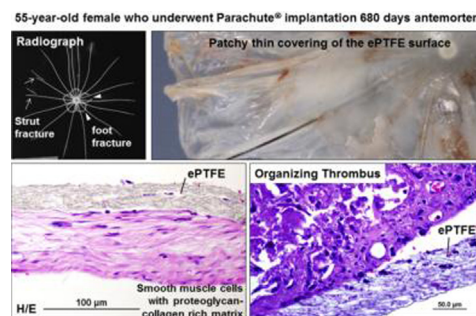 55-year-old female who underwent Parachute® implantation 680 days antemortem
Radiograph
Strut
fracture
foot
fracture
Patchy thin covering of the ePTFE surface
ePTFE
H/E
100 µm
Smooth muscle cells
with proteoglycan-
collagen rich matrix
Organizing Thrombus
ePTFE
50.0 µm